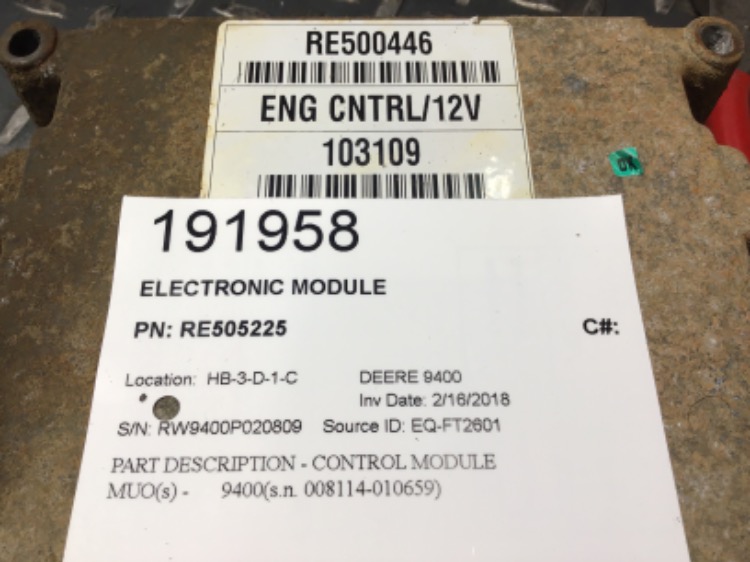 RE500446
ENG CNTRL/12V
103109
191958
ELECTRONIC MODULE
PN: RE505225 C#:
Location: HB-3-D-1-C DEERE 9400
Inv Date: 2/16/2018
S/N: RW9400P020809 Source ID: EQ-FT2601
PART DESCRIPTION - CONTROL MODULE
MUO(s) - 9400(s.n. 008114-010659)